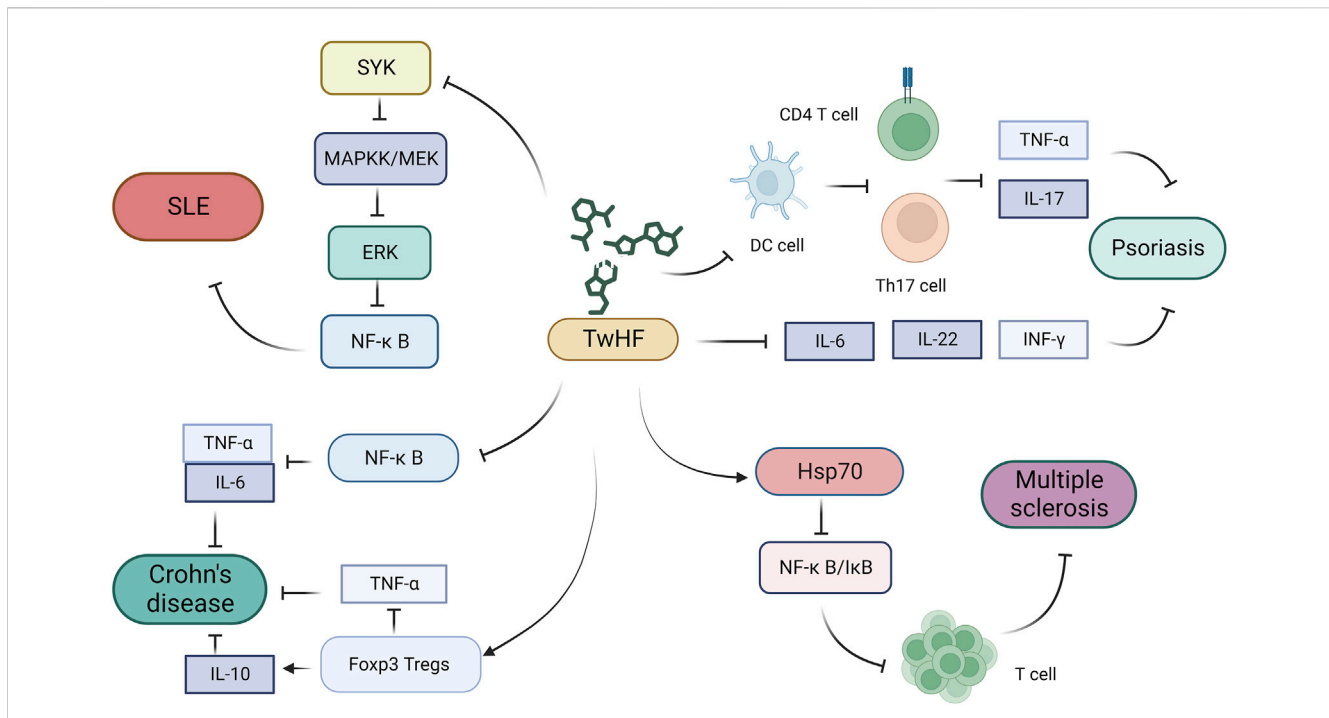 SYK
MAPKK/MEK
ERK
NF-κ B
SLE
TwHF
CD4 T cell
DC cell
Th17 cell
TNF-α
IL-17
Psoriasis
IL-6
IL-22
INF-γ
TNF-α
IL-6
NF-κ B
Crohn's
disease
TNF-α
IL-10
Foxp3 Tregs
Hsp70
NF-κ B/IκB
Multiple
sclerosis
T cell